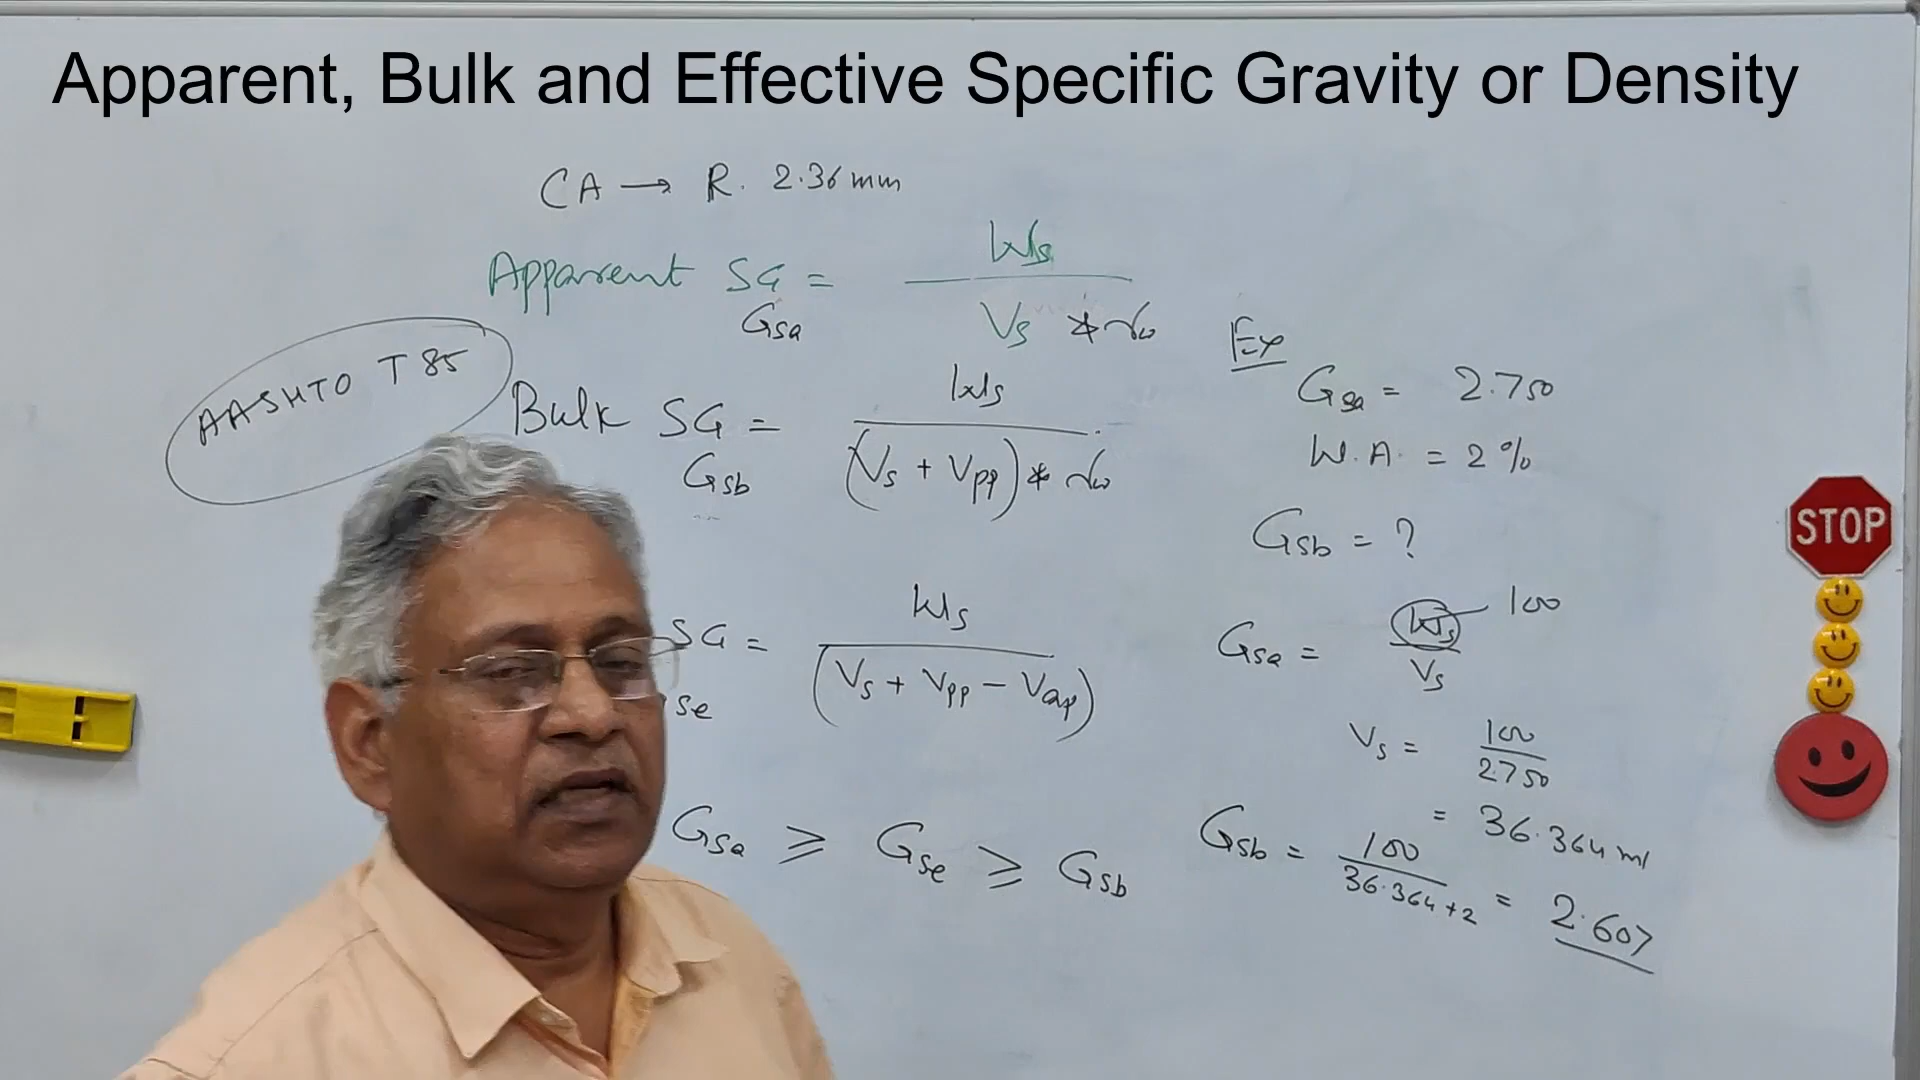 Apparent, Bulk and Effective Specific Gravity or Density
CA → R. 2.36 mm
Apparent SG = Ws / Vs * γw
Gsa
AASHTO T 85
Bulk SG = Ws / (Vs + Vpp) * γw
Gsb
SG = Ws / (Vs + Vpp - Vap)
se
Gsa ⩾ Gse ⩾ Gsb
Ex
Gsa = 2.750
W.A. = 2%
Gsb = ?
Gsa = Ws / Vs
100
Vs = 100 / 2.750
= 36.364 ml
Gsb = 100 / 36.364 + 2 = 2.607
STOP